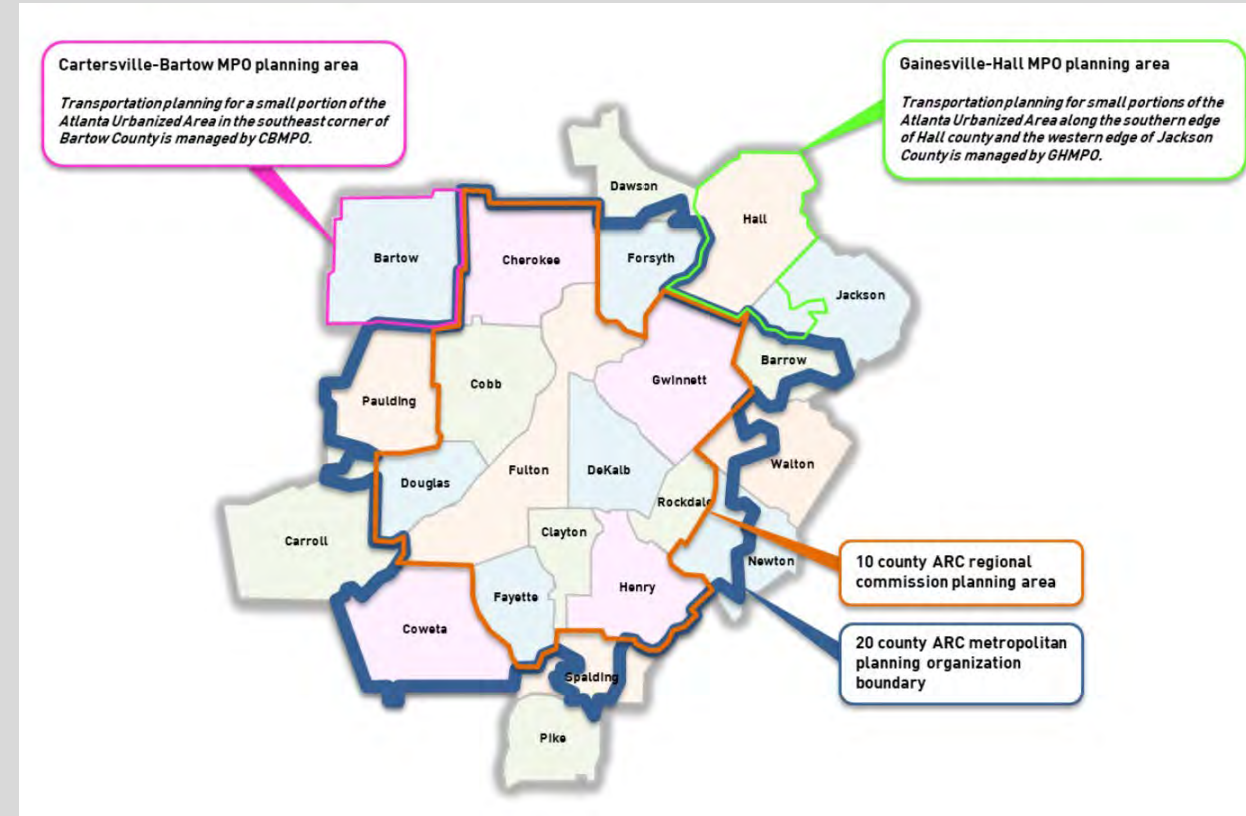 Cartersville-Bartow MPO planning area
Transportation planning for a small portion of the
Atlanta Urbanized Area in the southeast corner of
Bartow County is managed by CBMPO.
Gainesville-Hall MPO planning area
Transportation planning for small portions of the
Atlanta Urbanized Area along the southern edge
of Hall county and the western edge of Jackson
County is managed by GHMPO.
Dawson
Hall
Bartow
Cherokee
Forsyth
Jackson
Barrow
Gwinnett
Cobb
Paulding
Walton
Fulton
DeKalb
Douglas
Rockdale
Clayton
Carroll
Newton
Henry
Fayette
Coweta
Spalding
Pike
10 county ARC regional
commission planning area
20 county ARC metropolitan
planning organization
boundary